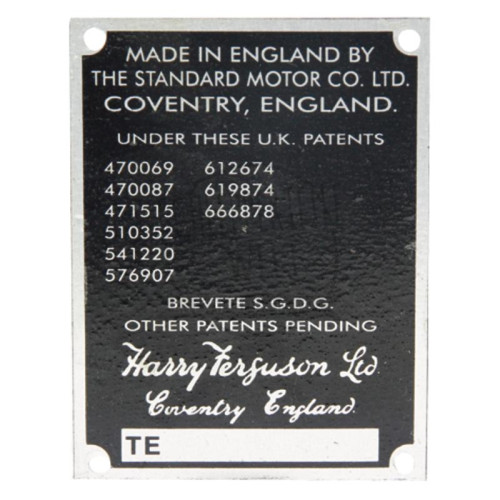 MADE IN ENGLAND BY
THE STANDARD MOTOR CO. LTD.
COVENTRY, ENGLAND.
UNDER THESE U.K. PATENTS
470069 612674
470087 619874
471515 666878
510352
541220
576907
BREVETE S.G.D.G.
OTHER PATENTS PENDING
Harry Ferguson Ltd.
Coventry England.
TE